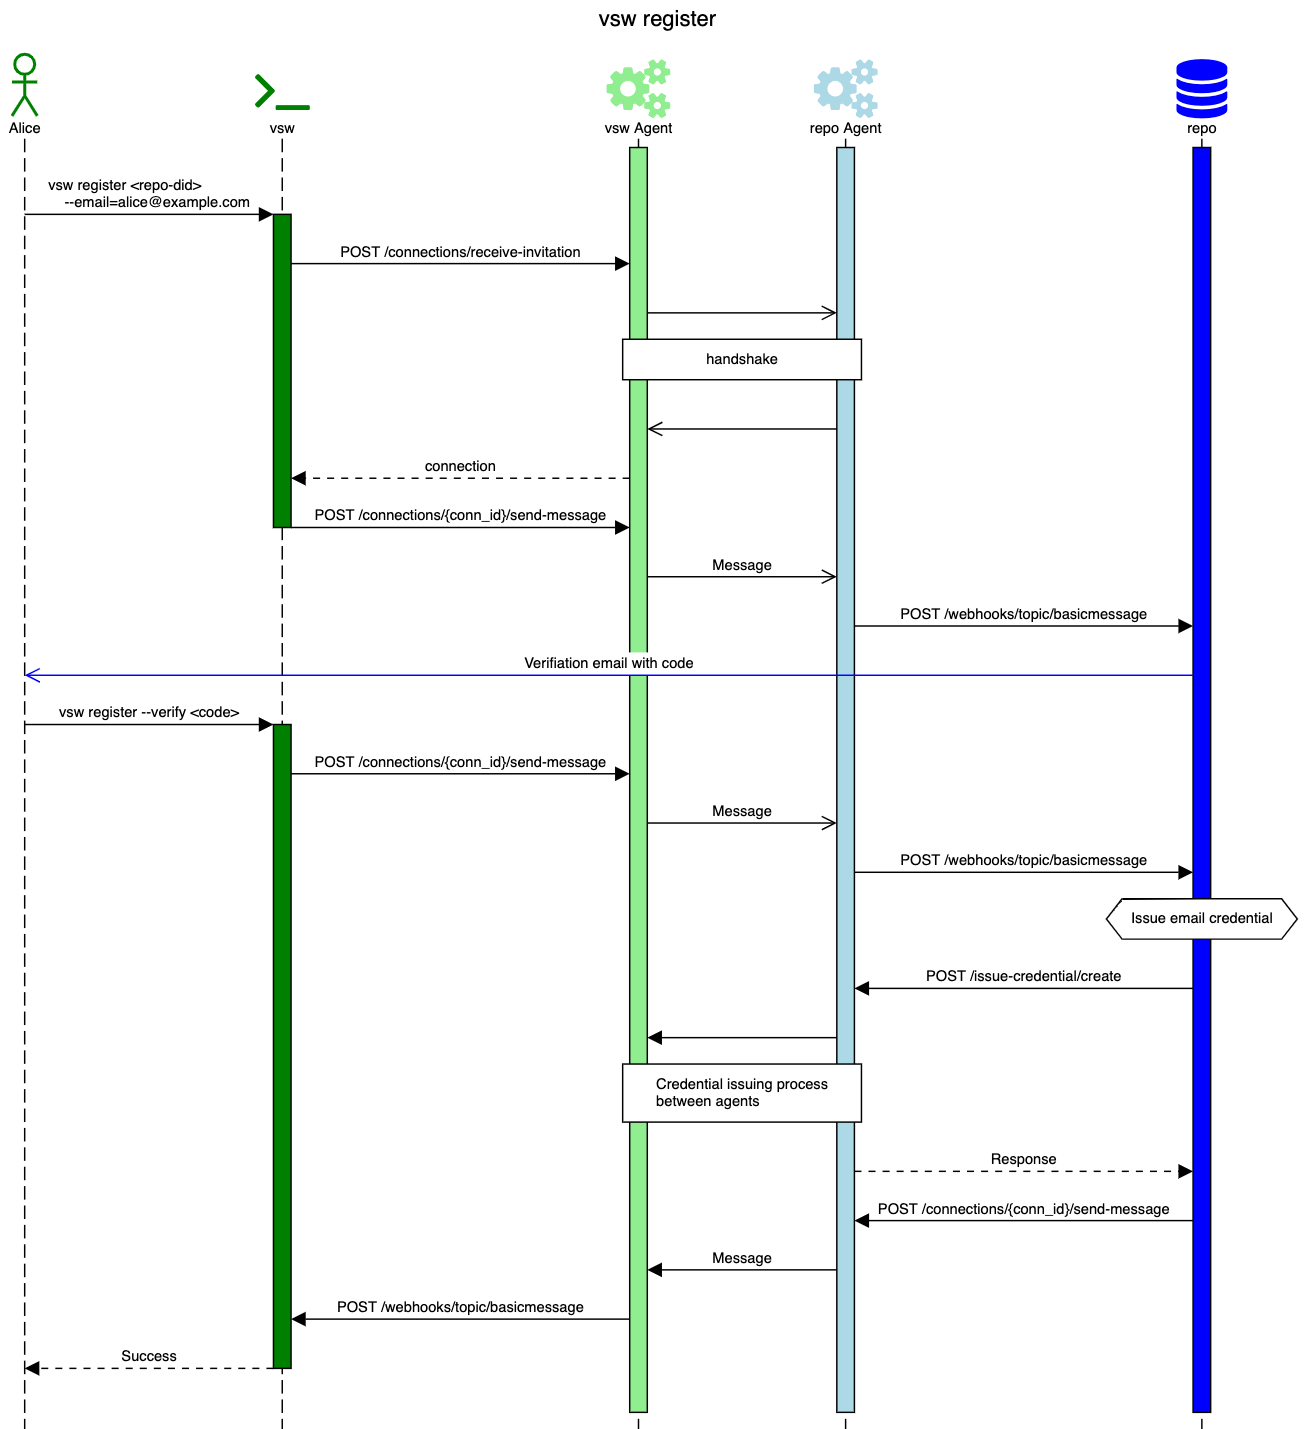 vsw register
Alice
vsw
vsw Agent
repo Agent
repo
vsw register <repo-did>
--email=alice@example.com
POST /connections/receive-invitation
handshake
connection
POST /connections/{conn_id}/send-message
Message
POST /webhooks/topic/basicmessage
Verifiation email with code
vsw register --verify <code>
POST /connections/{conn_id}/send-message
Message
POST /webhooks/topic/basicmessage
Issue email credential
POST /issue-credential/create
Credential issuing process
between agents
Response
POST /connections/{conn_id}/send-message
Message
POST /webhooks/topic/basicmessage
Success